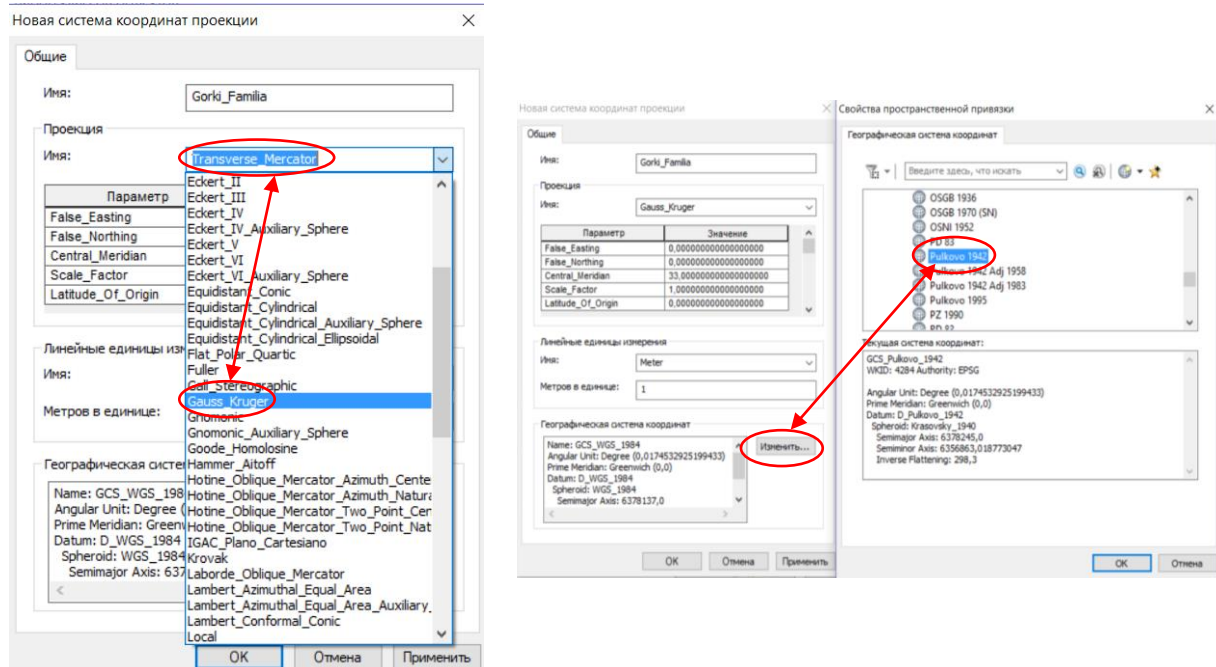 Новая система координат проекции
Общие
Имя: Gorki_Familia
Проекция
Имя: Transverse_Mercator
Eckert_II
Параметр Eckert_III
False_Easting Eckert_IV
Eckert_IV_Auxiliary_Sphere
False_Northing Eckert_V
Central_Meridian Eckert_VI
Scale_Factor Eckert_VI_Auxiliary_Sphere
Latitude_Of_Origin Equidistant_Conic
Equidistant_Cylindrical
Equidistant_Cylindrical_Auxiliary_Sphere
Equidistant_Cylindrical_Ellipsoidal
Линейные единицы из
Flat_Polar_Quartic
Имя: Fuller
Gall_Stereographic
Gauss_Kruger
Метров в единице: Gnomonic
Gnomonic_Auxiliary_Sphere
Goode_Homolosine
Географическая систе Hammer_Aitoff
Hotine_Oblique_Mercator_Azimuth_Cente
Name: GCS_WGS_198 Hotine_Oblique_Mercator_Azimuth_Natura
Angular Unit: Degree ( Hotine_Oblique_Mercator_Two_Point_Cen
Prime Meridian: Greenw Hotine_Oblique_Mercator_Two_Point_Nat
Datum: D_WGS_1984 IGAC_Plano_Cartesiano
Spheroid: WGS_1984 Krovak
Semimajor Axis: 637 Laborde_Oblique_Mercator
Lambert_Azimuthal_Equal_Area
Lambert_Azimuthal_Equal_Area_Auxiliary_
Lambert_Conformal_Conic
Local
OK Отмена Применить
Новая система координат проекции
Общие
Имя: Gorki_Familia
Проекция
Имя: Gauss_Kruger
Параметр Значение
False_Easting 0,000000000000000000
False_Northing 0,000000000000000000
Central_Meridian 33,000000000000000000
Scale_Factor 1,000000000000000000
Latitude_Of_Origin 0,000000000000000000
Линейные единицы измерения
Имя: Meter
Метров в единице: 1
Географическая система координат
Name: GCS_WGS_1984
Angular Unit: Degree (0,0174532925199433)
Prime Meridian: Greenwich (0,0)
Datum: D_WGS_1984
Spheroid: WGS_1984
Semimajor Axis: 6378137,0
Изменить...
OK Отмена Применить
Свойства пространственной привязки
Географическая система координат
Введите здесь, что искать
OSGB 1936
OSGB 1970 (SN)
OSNI 1952
PD 83
Pulkovo 1942
Pulkovo 1942 Adj 1958
Pulkovo 1942 Adj 1983
Pulkovo 1995
PZ 1990
Текущая система координат:
GCS_Pulkovo_1942
WKID: 4284 Authority: EPSG
Angular Unit: Degree (0,0174532925199433)
Prime Meridian: Greenwich (0,0)
Datum: D_Pulkovo_1942
Spheroid: Krasovsky_1940
Semimajor Axis: 6378245,0
Semiminor Axis: 6356863,018773047
Inverse Flattening: 298,3
OK Отмена